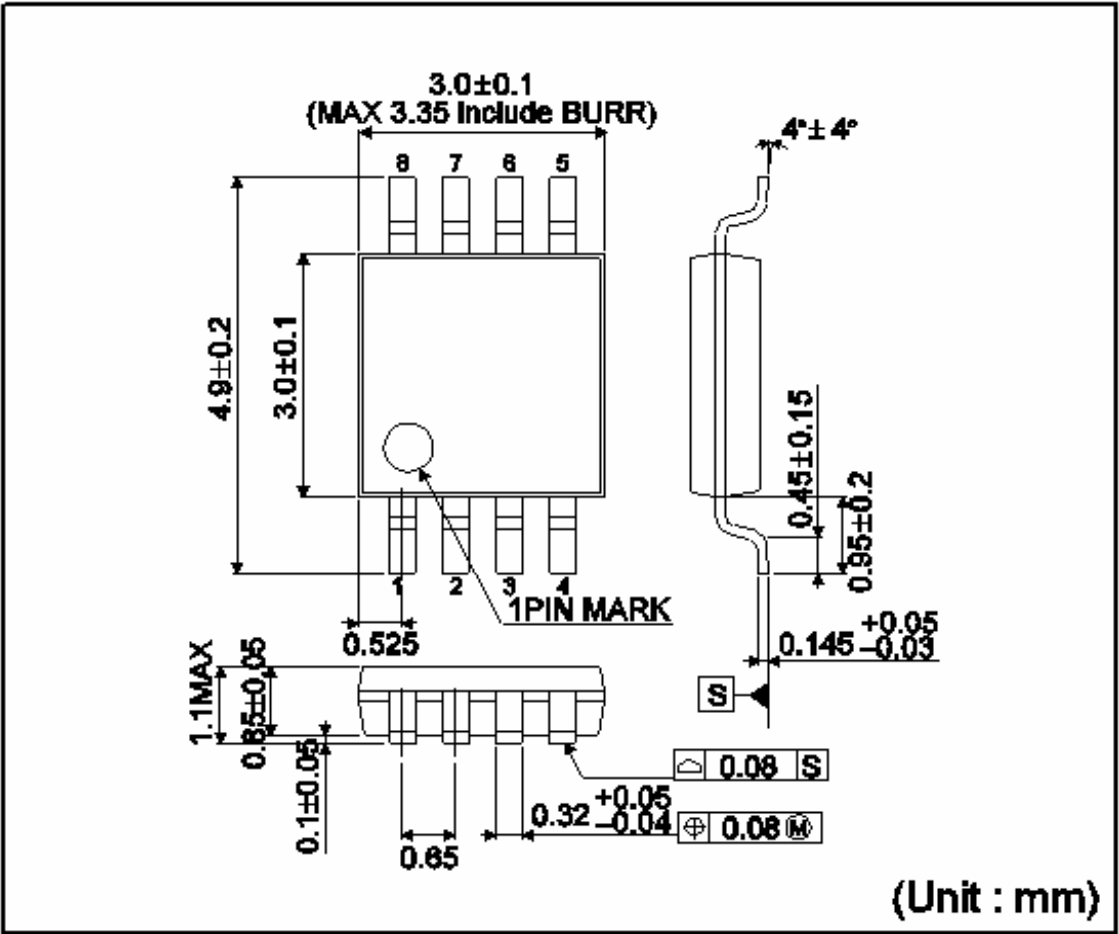 3.0±0.1
(MAX 3.35 include BURR)
4°± 4°
8 7 6 5
4.9±0.2
3.0±0.1
0.45±0.15
0.95±0.2
1 2 3 4
1PIN MARK
0.525
0.145 +0.05 −0.03
1.1MAX
0.85±0.05
0.1±0.05
S
0.08 S
0.32 +0.05 −0.04
0.08 Ⓜ
0.65
(Unit : mm)